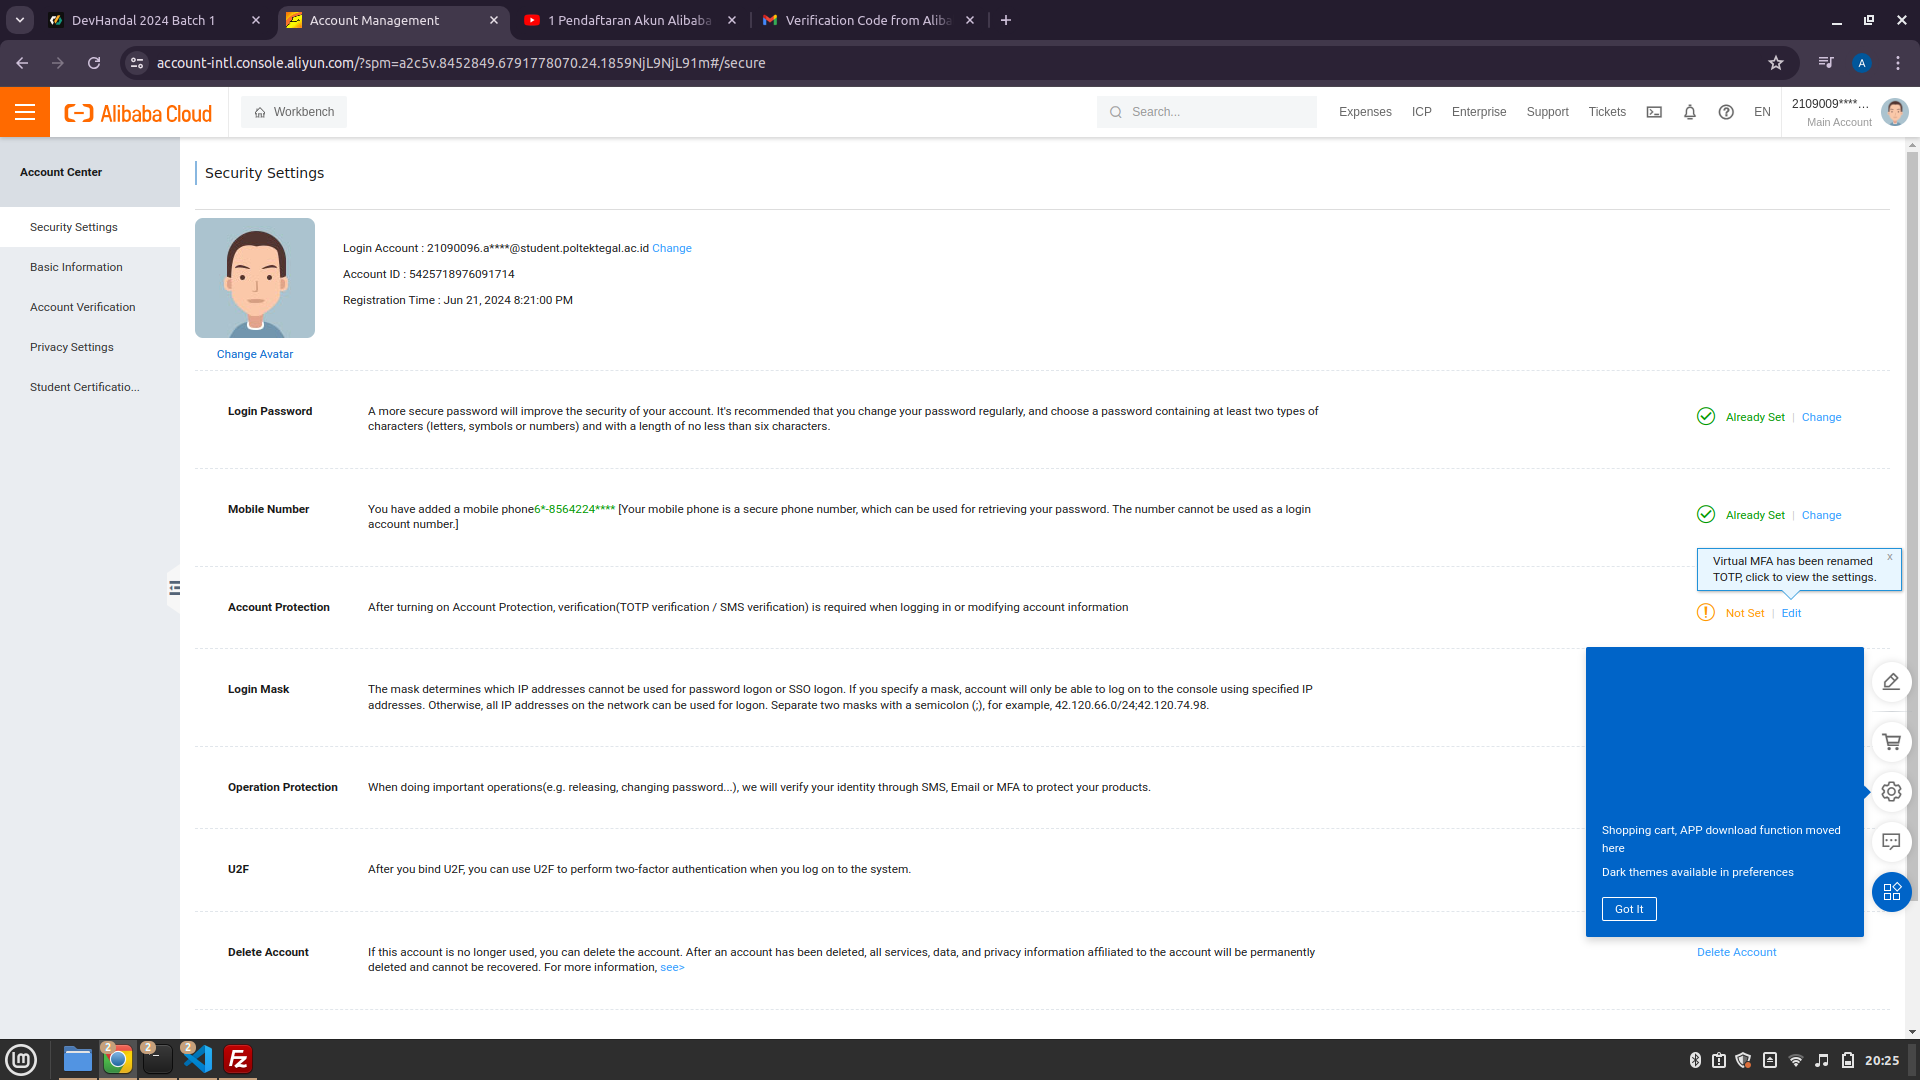 DevHandal 2024 Batch 1
Account Management
1 Pendaftaran Akun Alibaba
Verification Code from Aliba
account-intl.console.aliyun.com/?spm=a2c5v.8452849.6791778070.24.1859NjL9NjL91m#/secure
A
Alibaba Cloud
Workbench
Search...
Expenses
ICP
Enterprise
Support
Tickets
EN
2109009****...
Main Account
Account Center
Security Settings
Basic Information
Account Verification
Privacy Settings
Student Certificatio...
Security Settings
Login Account : 21090096.a****@student.poltektegal.ac.id Change
Account ID : 5425718976091714
Registration Time : Jun 21, 2024 8:21:00 PM
Change Avatar
Login Password
A more secure password will improve the security of your account. It's recommended that you change your password regularly, and choose a password containing at least two types of
characters (letters, symbols or numbers) and with a length of no less than six characters.
Already Set | Change
Mobile Number
You have added a mobile phone6*-8564224**** [Your mobile phone is a secure phone number, which can be used for retrieving your password. The number cannot be used as a login
account number.]
Already Set | Change
Virtual MFA has been renamed x
TOTP, click to view the settings.
Account Protection
After turning on Account Protection, verification(TOTP verification / SMS verification) is required when logging in or modifying account information
Not Set | Edit
Login Mask
The mask determines which IP addresses cannot be used for password logon or SSO logon. If you specify a mask, account will only be able to log on to the console using specified IP
addresses. Otherwise, all IP addresses on the network can be used for logon. Separate two masks with a semicolon (;), for example, 42.120.66.0/24;42.120.74.98.
Operation Protection
When doing important operations(e.g. releasing, changing password...), we will verify your identity through SMS, Email or MFA to protect your products.
Shopping cart, APP download function moved
here
Dark themes available in preferences
Got It
U2F
After you bind U2F, you can use U2F to perform two-factor authentication when you log on to the system.
Delete Account
If this account is no longer used, you can delete the account. After an account has been deleted, all services, data, and privacy information affiliated to the account will be permanently
deleted and cannot be recovered. For more information, see>
Delete Account
2
2
2
Fz
20:25